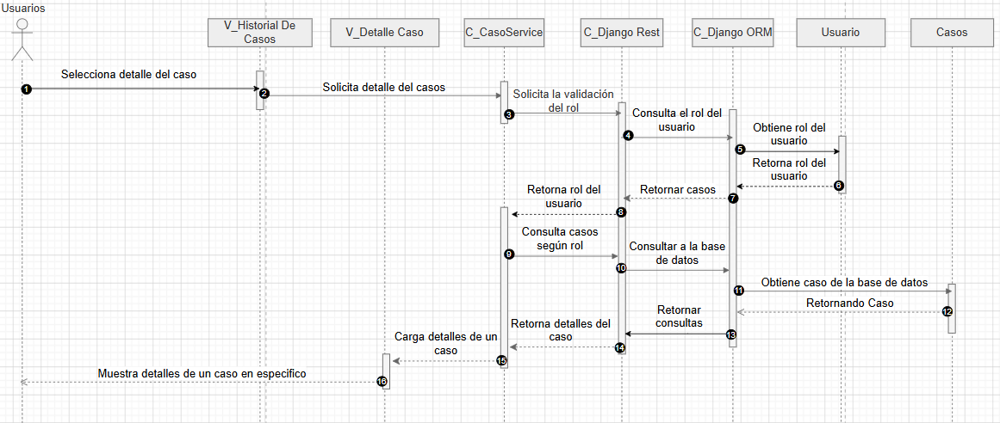 Usuarios
V_Historial De
Casos
V_Detalle Caso
C_CasoService
C_Django Rest
C_Django ORM
Usuario
Casos
Selecciona detalle del caso
1
2
Solicita detalle del casos
3
Solicita la validación
del rol
4
Consulta el rol del
usuario
5
Obtiene rol del
usuario
Retorna rol del
usuario
6
Retornar casos
7
Retorna rol del
usuario
8
Consulta casos
según rol
9
Consultar a la base
de datos
10
Obtiene caso de la base de datos
11
Retornando Caso
12
Retornar
consultas
13
Retorna detalles del
caso
14
Carga detalles de un
caso
15
Muestra detalles de un caso en especifico
16